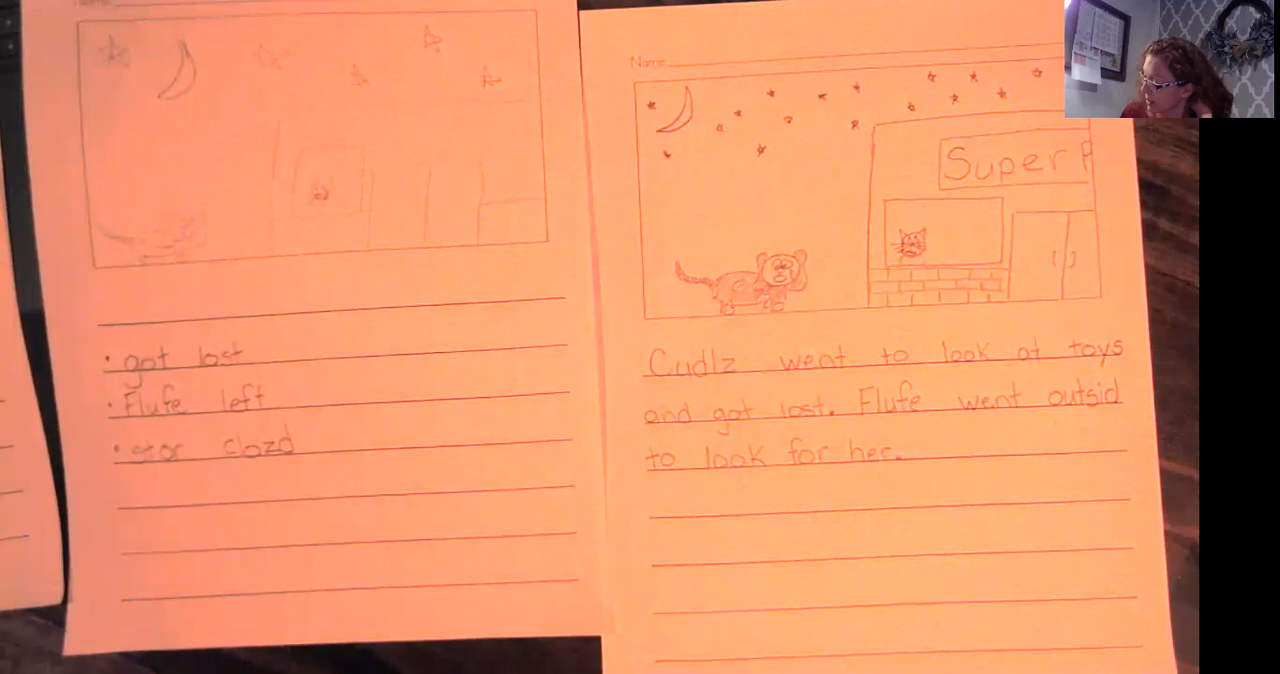 Name
· got lost
· Flufe left
· stor clozd
Name
Super P
Cudlz went to look at toys
and got lost. Flufe went outsid
to look for her.